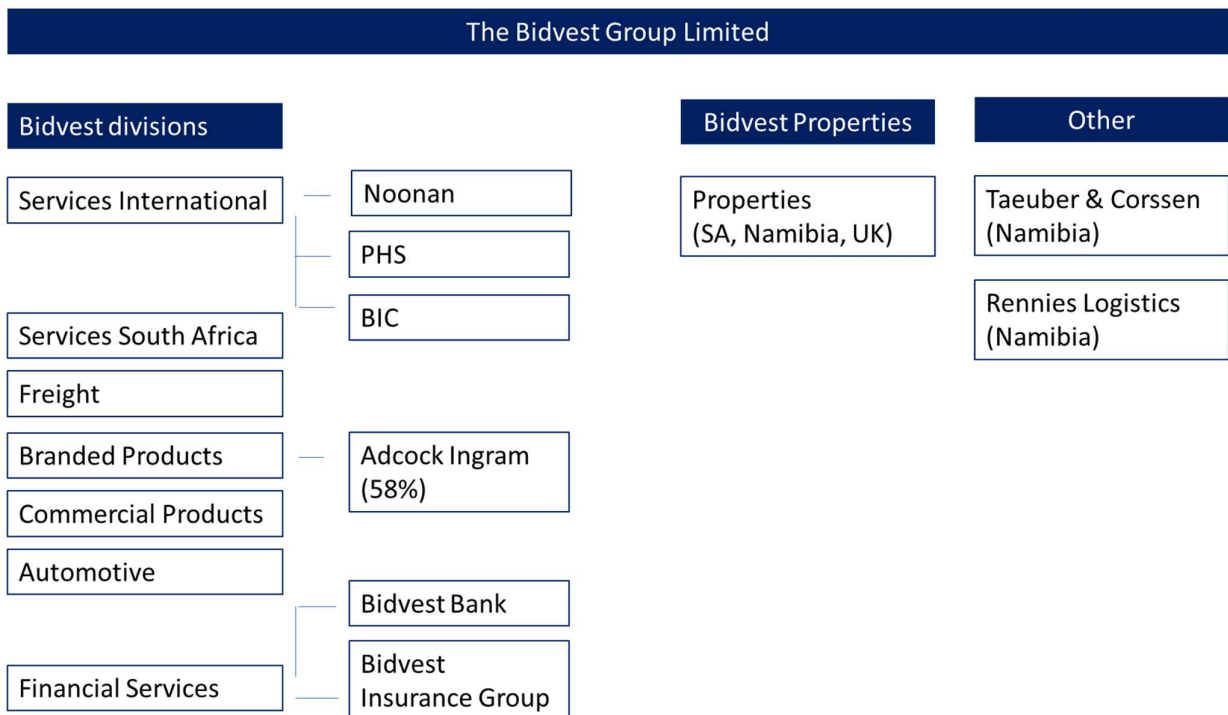 The Bidvest Group Limited
Bidvest divisions
Services International
Noonan
PHS
BIC
Services South Africa
Freight
Branded Products
Adcock Ingram
(58%)
Commercial Products
Automotive
Bidvest Bank
Financial Services
Bidvest
Insurance Group
Bidvest Properties
Properties
(SA, Namibia, UK)
Other
Taeuber & Corssen
(Namibia)
Rennies Logistics
(Namibia)